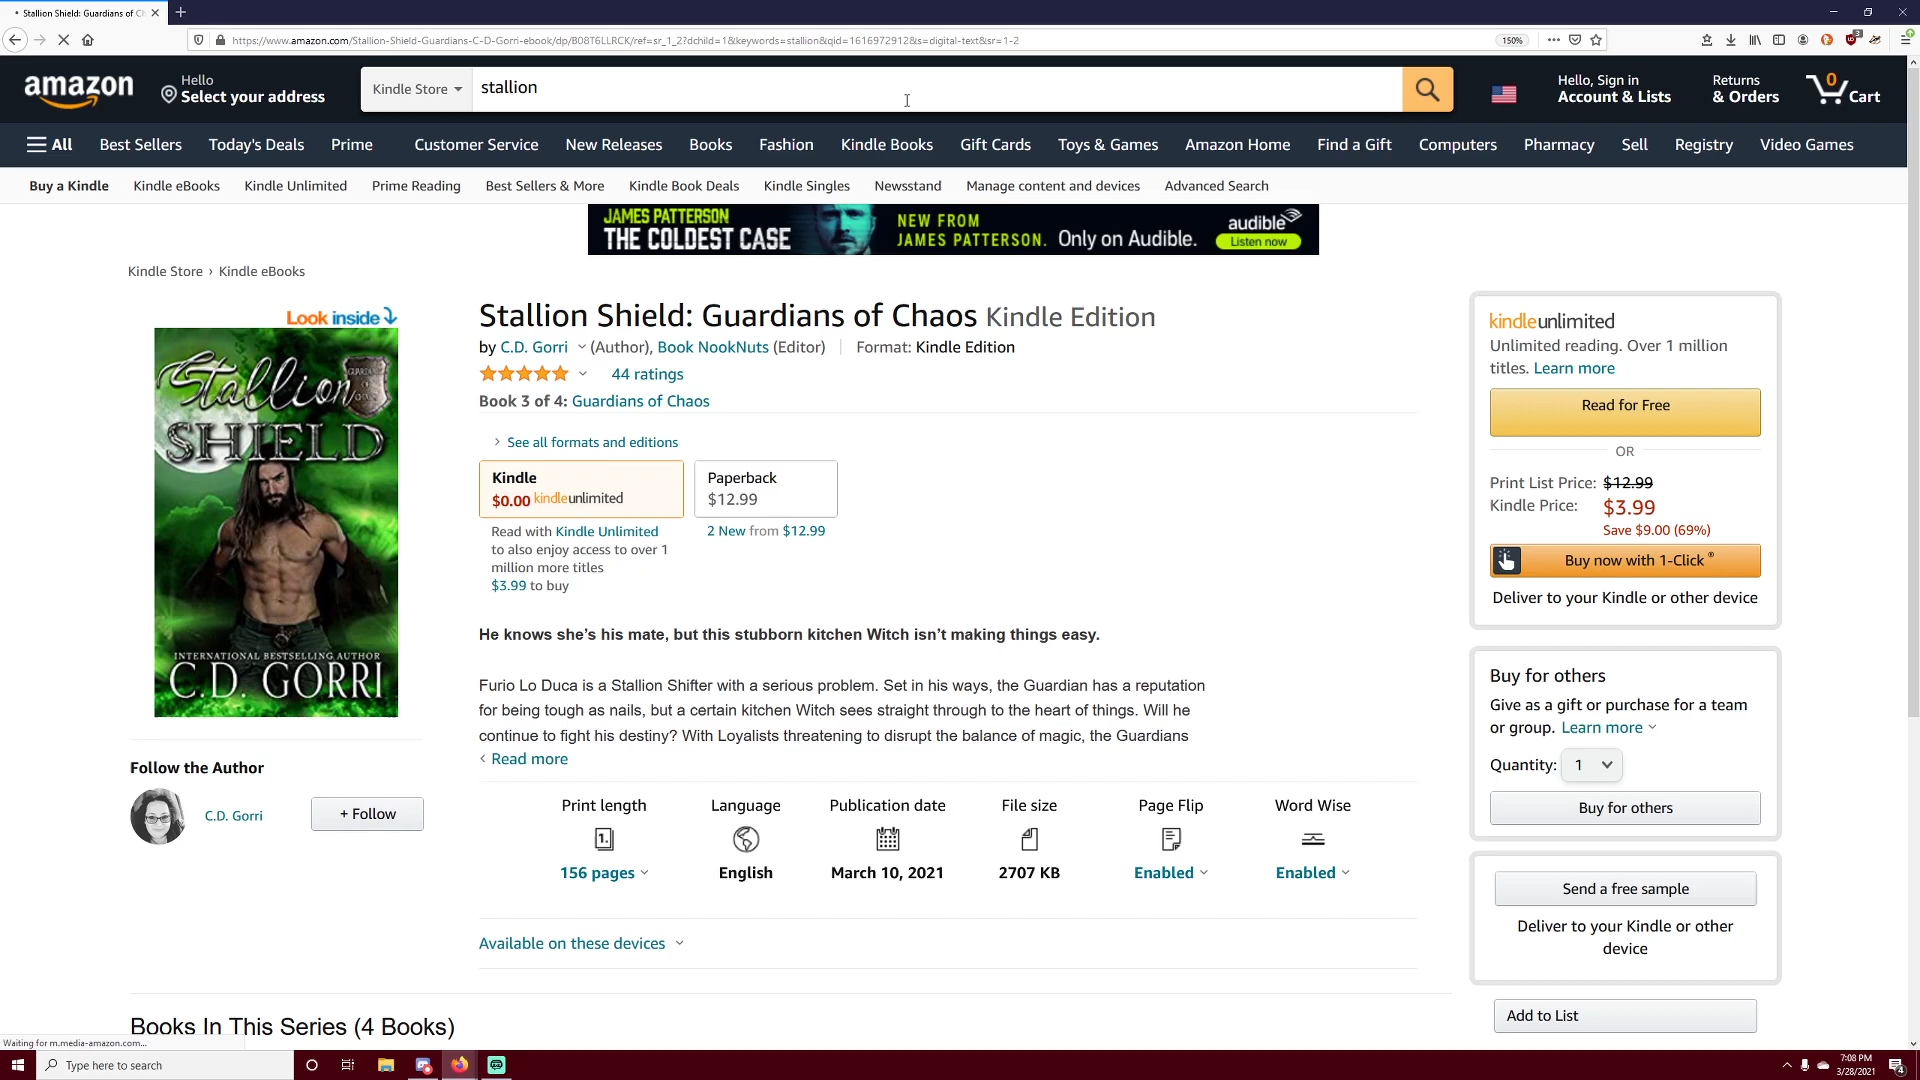 Stallion Shield: Guardians of Ch
https://www.amazon.com/Stallion-Shield-Guardians-C-D-Gorri-ebook/dp/B08T6LLRCK/ref=sr_1_2?dchild=1&keywords=stallion&qid=1616972912&s=digital-text&sr=1-2
150%
3
amazon
Hello
Select your address
Kindle Store
stallion
Hello, Sign in
Account & Lists
Returns
& Orders
0
Cart
All Best Sellers Today's Deals Prime Customer Service New Releases Books Fashion Kindle Books Gift Cards Toys & Games Amazon Home Find a Gift Computers Pharmacy Sell Registry Video Games
Buy a Kindle Kindle eBooks Kindle Unlimited Prime Reading Best Sellers & More Kindle Book Deals Kindle Singles Newsstand Manage content and devices Advanced Search
JAMES PATTERSON
THE COLDEST CASE
NEW FROM
JAMES PATTERSON. Only on Audible.
audible
Listen now
Kindle Store › Kindle eBooks
Look inside
Stallion
GUARDIANS
SHIELD
INTERNATIONAL BESTSELLING AUTHOR
C.D. GORRI
Follow the Author
C.D. Gorri
+ Follow
Stallion Shield: Guardians of Chaos Kindle Edition
by C.D. Gorri (Author), Book NookNuts (Editor) | Format: Kindle Edition
44 ratings
Book 3 of 4: Guardians of Chaos
› See all formats and editions
Kindle
$0.00 kindleunlimited
Paperback
$12.99
Read with Kindle Unlimited
to also enjoy access to over 1
million more titles
$3.99 to buy
2 New from $12.99
He knows she's his mate, but this stubborn kitchen Witch isn't making things easy.
Furio Lo Duca is a Stallion Shifter with a serious problem. Set in his ways, the Guardian has a reputation
for being tough as nails, but a certain kitchen Witch sees straight through to the heart of things. Will he
continue to fight his destiny? With Loyalists threatening to disrupt the balance of magic, the Guardians
‹ Read more
Print length Language Publication date File size Page Flip Word Wise
1.
156 pages English March 10, 2021 2707 KB Enabled Enabled
Available on these devices
kindleunlimited
Unlimited reading. Over 1 million
titles. Learn more
Read for Free
OR
Print List Price: $12.99
Kindle Price: $3.99
Save $9.00 (69%)
Buy now with 1-Click ®
Deliver to your Kindle or other device
Buy for others
Give as a gift or purchase for a team
or group. Learn more
Quantity: 1
Buy for others
Send a free sample
Deliver to your Kindle or other
device
Add to List
Books In This Series (4 Books)
Waiting for m.media-amazon.com...
Type here to search
7:08 PM
3/28/2021
4